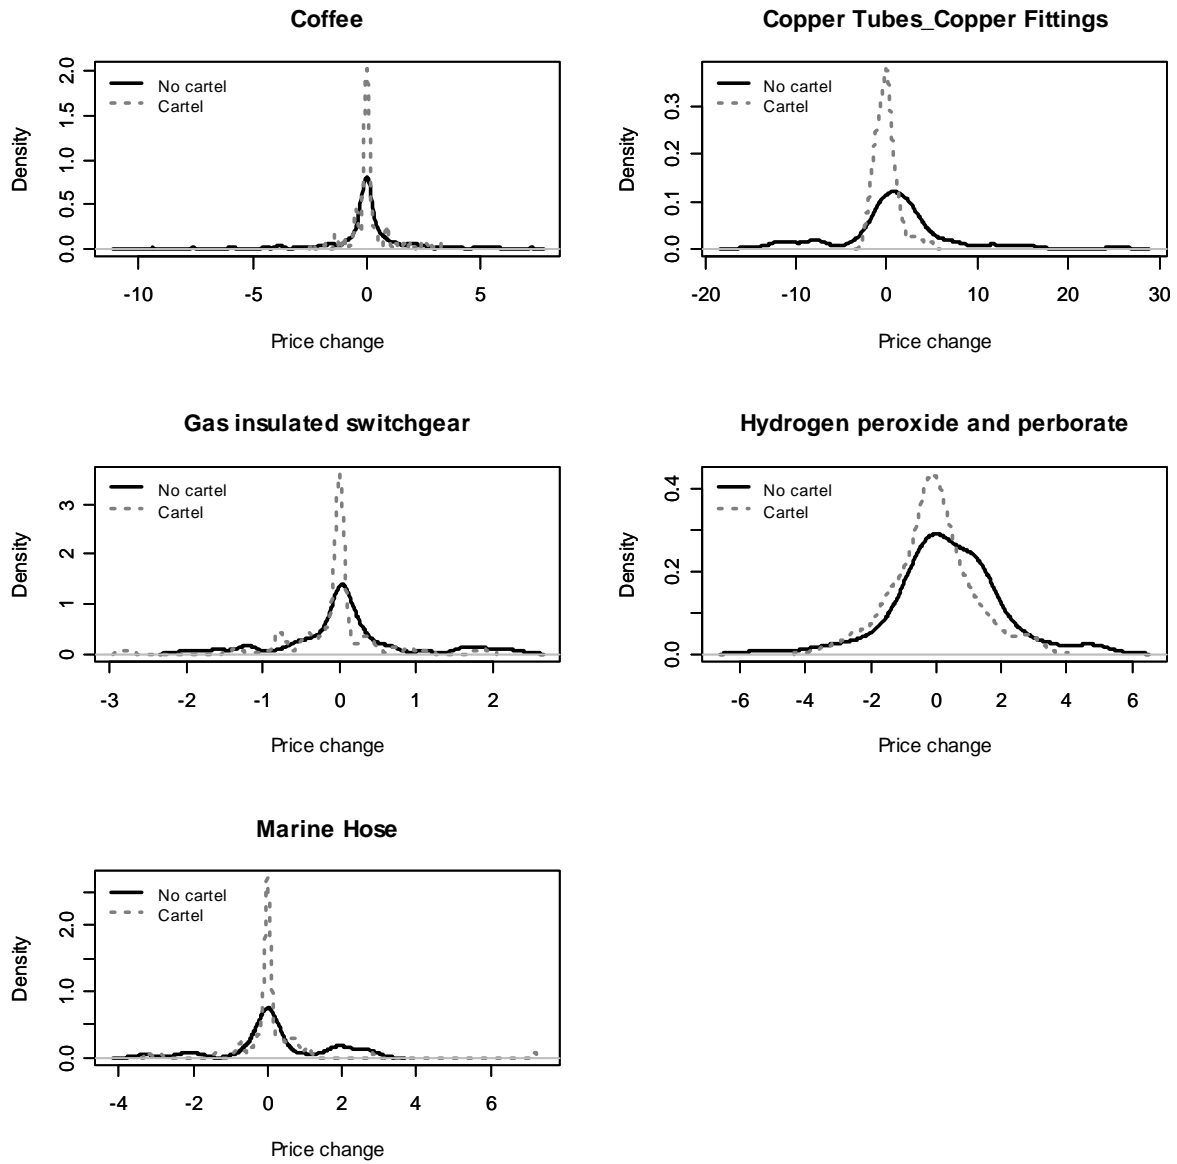 Coffee
No cartel
Cartel
Density
0.0 0.5 1.0 1.5 2.0
-10 -5 0 5
Price change
Copper Tubes_Copper Fittings
No cartel
Cartel
Density
0.0 0.1 0.2 0.3
-20 -10 0 10 20 30
Price change
Gas insulated switchgear
No cartel
Cartel
Density
0 1 2 3
-3 -2 -1 0 1 2
Price change
Hydrogen peroxide and perborate
No cartel
Cartel
Density
0.0 0.2 0.4
-6 -4 -2 0 2 4 6
Price change
Marine Hose
No cartel
Cartel
Density
0.0 1.0 2.0
-4 -2 0 2 4 6
Price change